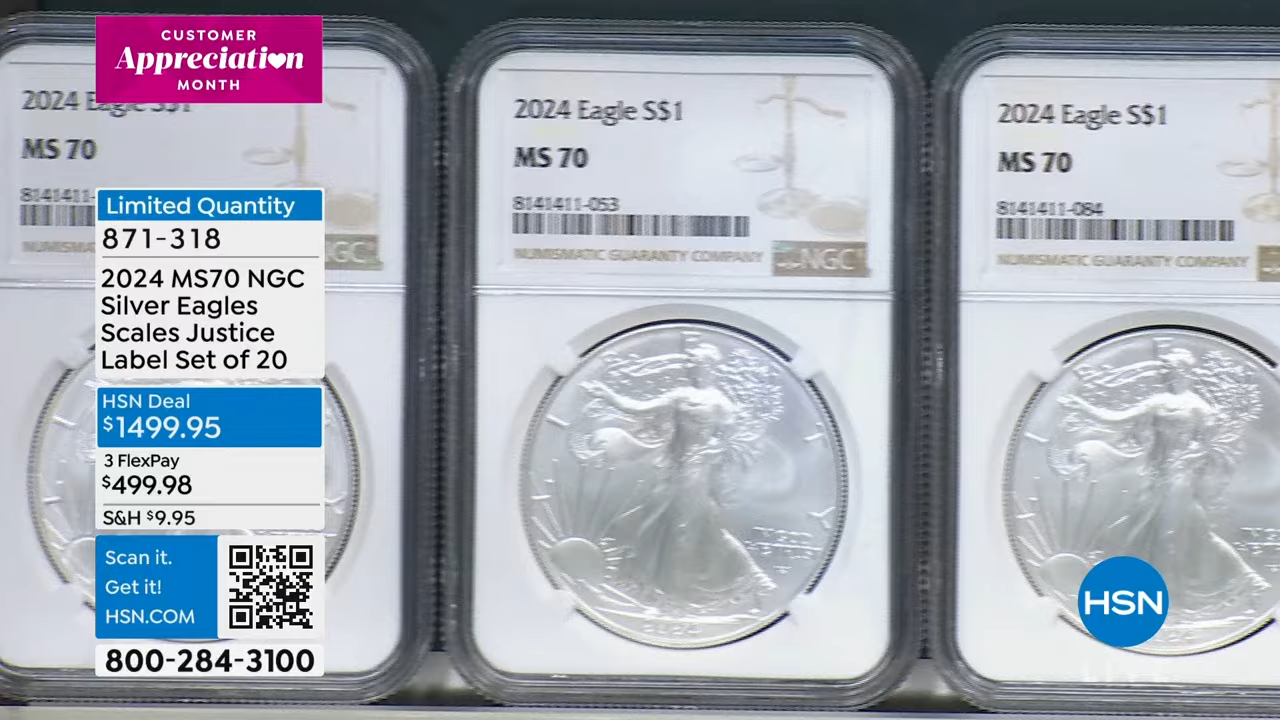 CUSTOMER
Appreciation
MONTH
2024 Eagle S$1
MS 70
8141411-
NUMISMA
NGC
Limited Quantity
871-318
2024 MS70 NGC
Silver Eagles
Scales Justice
Label Set of 20
HSN Deal
$1499.95
3 FlexPay
$499.98
S&H $9.95
Scan it.
Get it!
HSN.COM
800-284-3100
2024 Eagle S$1
MS 70
8141411-053
NUMISMATIC GUARANTY COMPANY
NGC
2024 Eagle S$1
MS 70
8141411-084
NUMISMATIC GUARANTY COMPANY
HSN